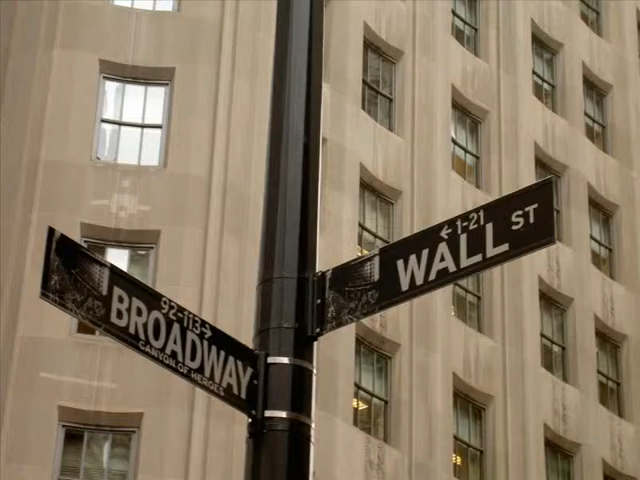 92-113→
BROADWAY
CANYON OF HEROES
←1-21
WALL ST